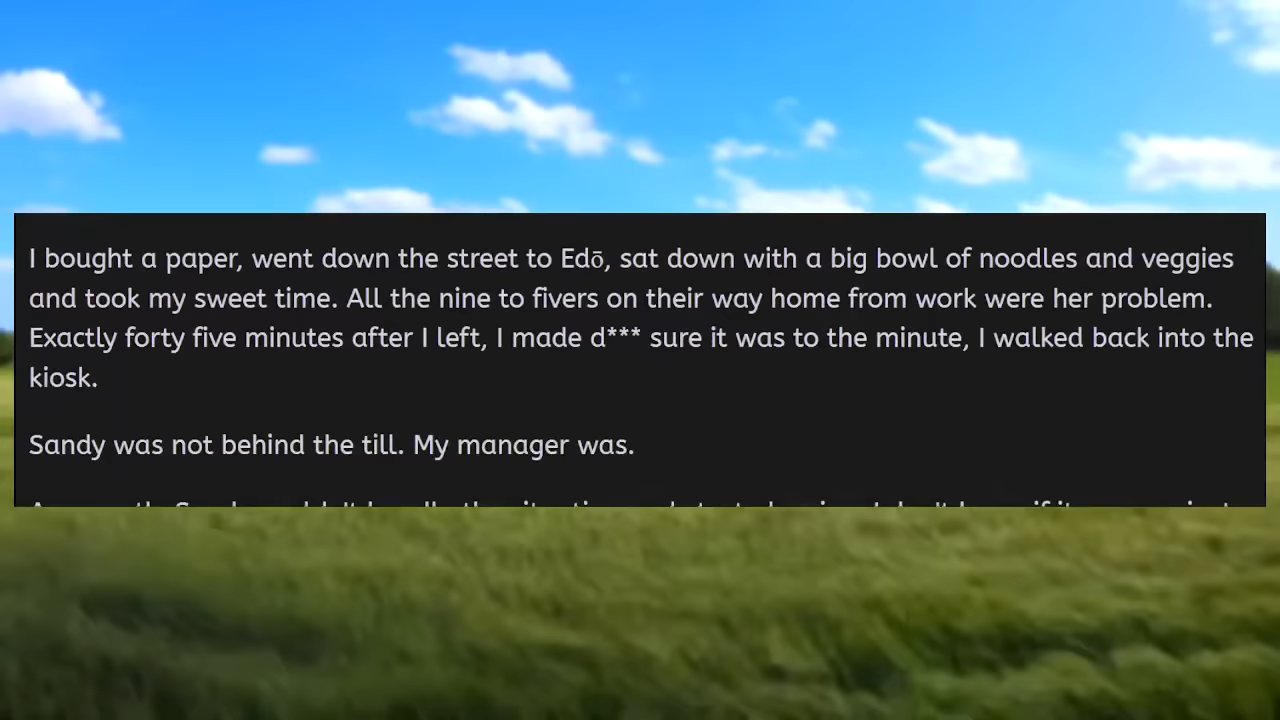 I bought a paper, went down the street to Edō, sat down with a big bowl of noodles and veggies
and took my sweet time. All the nine to fivers on their way home from work were her problem.
Exactly forty five minutes after I left, I made d*** sure it was to the minute, I walked back into the
kiosk.
Sandy was not behind the till. My manager was.